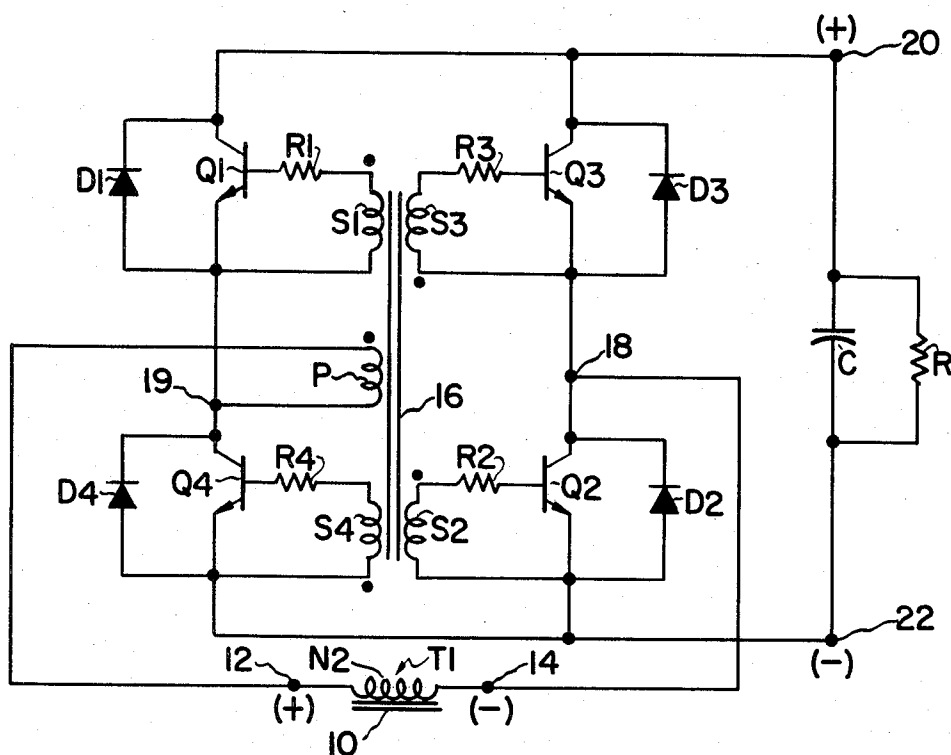 (+)
20
D1
Q1
R1
R3
Q3
D3
S1
S3
18
C
R
19
P
16
D4
Q4
R4
R2
Q2
D2
S4
S2
22
12
N2
T1
14
(-)
(+)
(-)
10